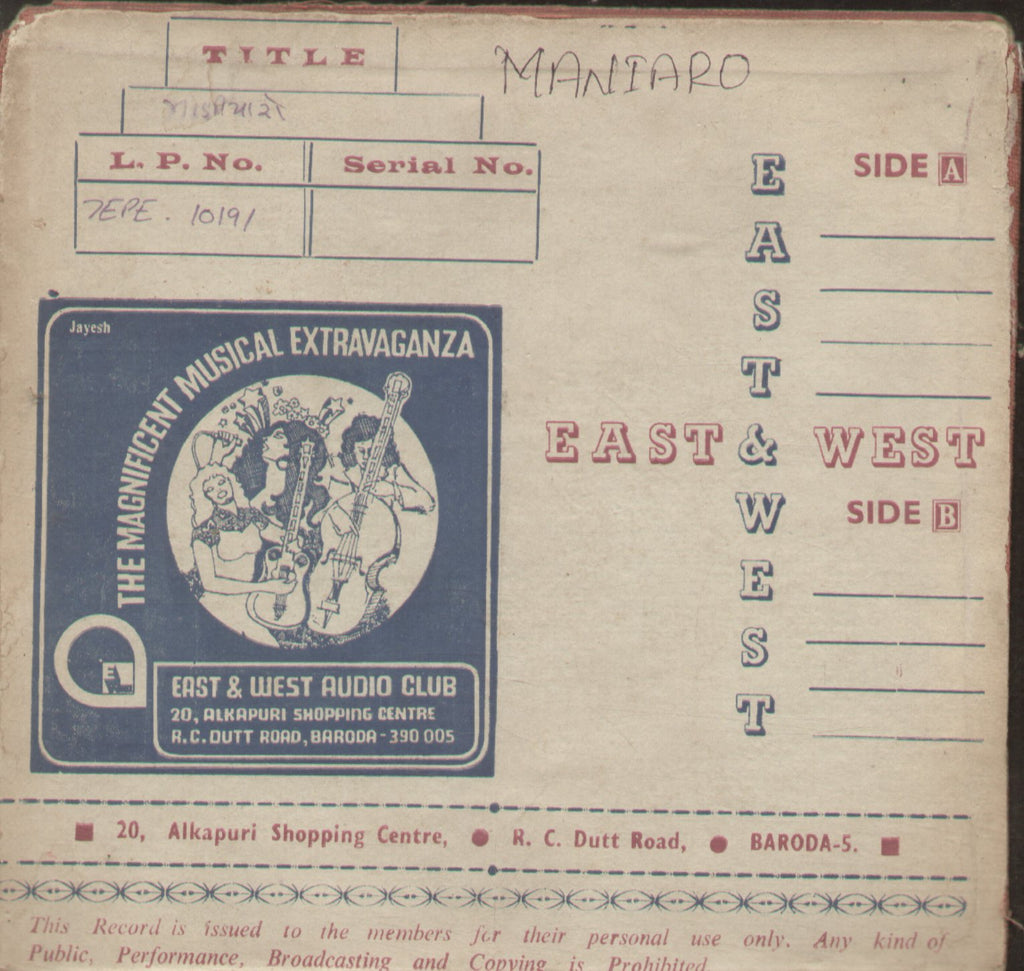 TITLE
MANIARO
L. P. No.
Serial No.
7EPE. 10191
SIDE A
EAST & WEST
EAST & WEST
SIDE B
Jayesh
THE MAGNIFICENT MUSICAL EXTRAVAGANZA
EAST & WEST AUDIO CLUB
20, ALKAPURI SHOPPING CENTRE
R.C. DUTT ROAD, BARODA-390 005
20, Alkapuri Shopping Centre, ● R. C. Dutt Road, ● BARODA-5.
This Record is issued to the members for their personal use only. Any kind of
Public, Performance, Broadcasting and Copying is Prohibited